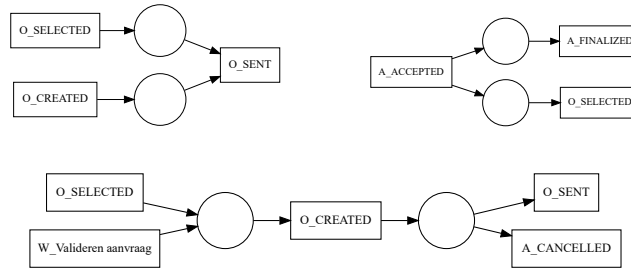 O_SELECTED
O_CREATED
O_SENT
A_ACCEPTED
A_FINALIZED
O_SELECTED
O_SELECTED
W_Valideren aanvraag
O_CREATED
O_SENT
A_CANCELLED